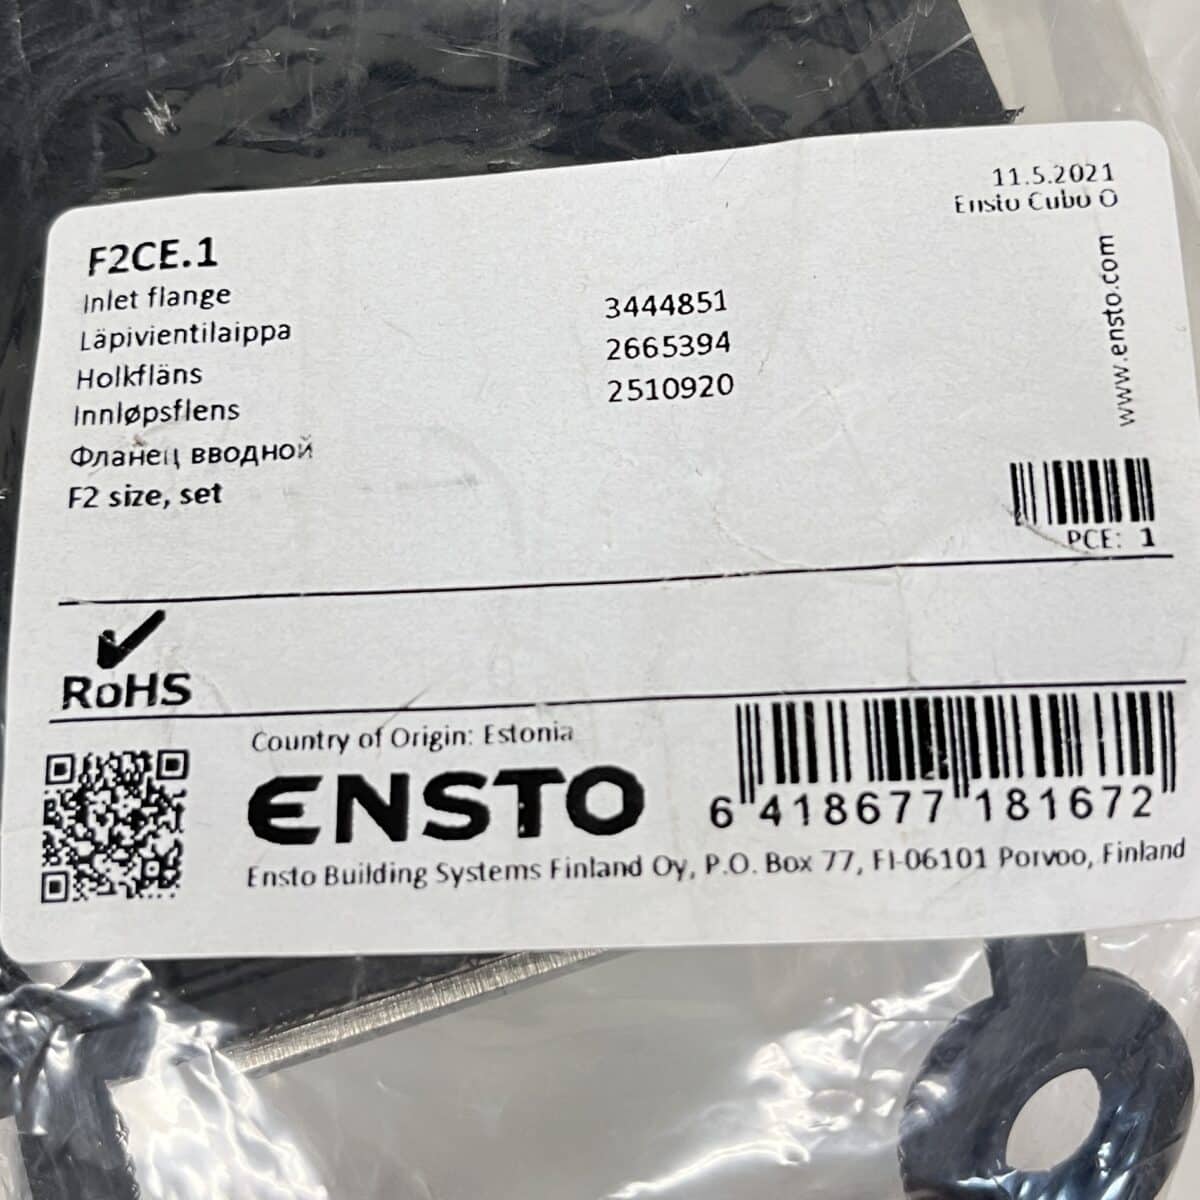 11.5.2021
Ensto Cubo O
F2CE.1
Inlet flange
Läpivientilaippa 3444851
Holkfläns 2665394
Innløpsflens 2510920
Фланец вводной
F2 size, set
www.ensto.com
PCE: 1
RoHS
Country of Origin: Estonia
ENSTO
6 418677 181672
Ensto Building Systems Finland Oy, P.O. Box 77, FI-06101 Porvoo, Finland